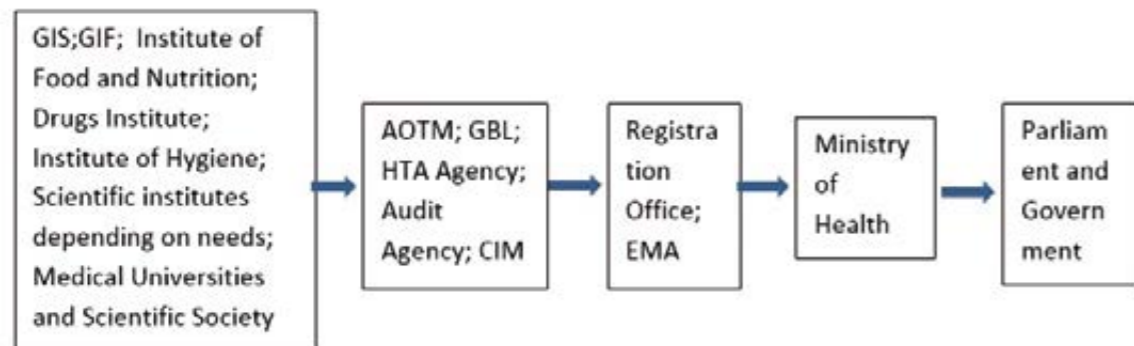 GIS;GIF; Institute of
Food and Nutrition;
Drugs Institute;
Institute of Hygiene;
Scientific institutes
depending on needs;
Medical Universities
and Scientific Society
AOTM; GBL;
HTA Agency;
Audit
Agency; CIM
Registra
tion
Office;
EMA
Ministry
of
Health
Parliam
ent and
Govern
ment